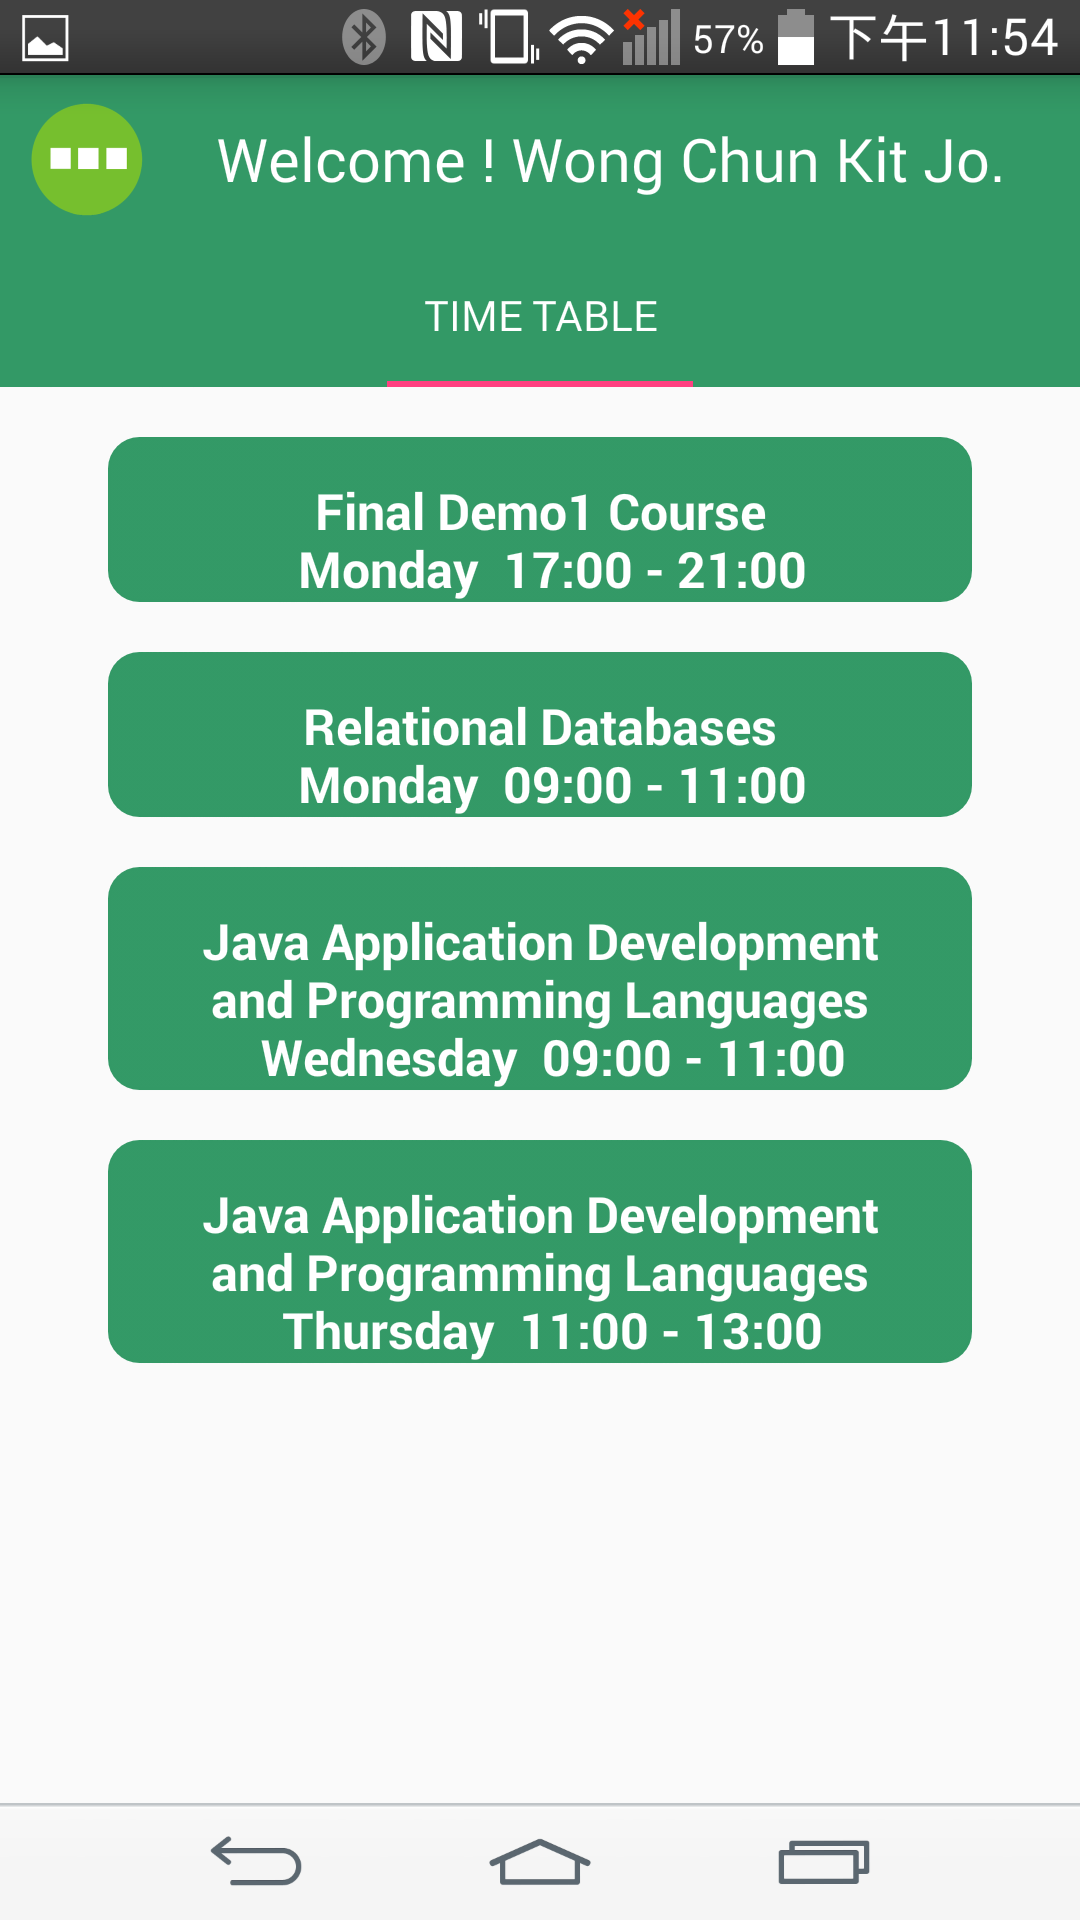 57% 下午11:54
Welcome ! Wong Chun Kit Jo.
TIME TABLE
Final Demo1 Course
Monday  17:00 - 21:00
Relational Databases
Monday  09:00 - 11:00
Java Application Development
and Programming Languages
Wednesday  09:00 - 11:00
Java Application Development
and Programming Languages
Thursday  11:00 - 13:00